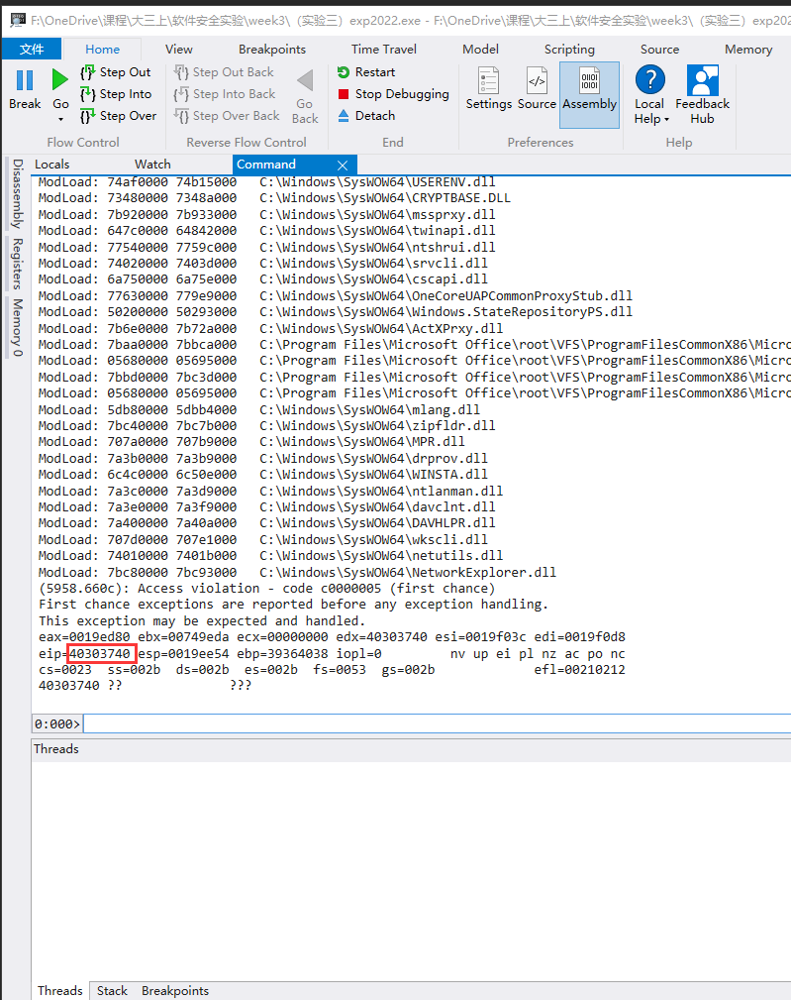 F:\OneDrive\课程\大三上\软件安全实验\week3\（实验三）exp2022.exe - F:\OneDrive\课程\大三上\软件安全实验\week3\（实验三）exp202
文件 Home View Breakpoints Time Travel Model Scripting Source Memory
Break
Go
Step Out
Step Into
Step Over
Flow Control
Step Out Back
Step Into Back
Step Over Back
Go Back
Reverse Flow Control
Restart
Stop Debugging
Detach
End
Settings
Source
Assembly
Preferences
Local Help
Feedback Hub
Help
Disassembly
Registers
Memory 0
Locals Watch Command
ModLoad: 74af0000 74b15000   C:\Windows\SysWOW64\USERENV.dll
ModLoad: 73480000 7348a000   C:\Windows\SysWOW64\CRYPTBASE.DLL
ModLoad: 7b920000 7b933000   C:\Windows\SysWOW64\mssprxy.dll
ModLoad: 647c0000 64842000   C:\Windows\SysWOW64\twinapi.dll
ModLoad: 77540000 7759c000   C:\Windows\SysWOW64\ntshrui.dll
ModLoad: 74020000 7403d000   C:\Windows\SysWOW64\srvcli.dll
ModLoad: 6a750000 6a75e000   C:\Windows\SysWOW64\cscapi.dll
ModLoad: 77630000 779e9000   C:\Windows\SysWOW64\OneCoreUAPCommonProxyStub.dll
ModLoad: 50200000 50293000   C:\Windows\SysWOW64\Windows.StateRepositoryPS.dll
ModLoad: 7b6e0000 7b72a000   C:\Windows\SysWOW64\ActXPrxy.dll
ModLoad: 7baa0000 7bbca000   C:\Program Files\Microsoft Office\root\VFS\ProgramFilesCommonX86\Micro
ModLoad: 05680000 05695000   C:\Program Files\Microsoft Office\root\VFS\ProgramFilesCommonX86\Micro
ModLoad: 7bbd0000 7bc3d000   C:\Program Files\Microsoft Office\root\VFS\ProgramFilesCommonX86\Micro
ModLoad: 05680000 05695000   C:\Program Files\Microsoft Office\root\VFS\ProgramFilesCommonX86\Micro
ModLoad: 5db80000 5dbb4000   C:\Windows\SysWOW64\mlang.dll
ModLoad: 7bc40000 7bc7b000   C:\Windows\SysWOW64\zipfldr.dll
ModLoad: 707a0000 707b9000   C:\Windows\SysWOW64\MPR.dll
ModLoad: 7a3b0000 7a3b9000   C:\Windows\SysWOW64\drprov.dll
ModLoad: 6c4c0000 6c50e000   C:\Windows\SysWOW64\WINSTA.dll
ModLoad: 7a3c0000 7a3d9000   C:\Windows\SysWOW64\ntlanman.dll
ModLoad: 7a3e0000 7a3f9000   C:\Windows\SysWOW64\davclnt.dll
ModLoad: 7a400000 7a40a000   C:\Windows\SysWOW64\DAVHLPR.dll
ModLoad: 707d0000 707e1000   C:\Windows\SysWOW64\wkscli.dll
ModLoad: 74010000 7401b000   C:\Windows\SysWOW64\netutils.dll
ModLoad: 7bc80000 7bc93000   C:\Windows\SysWOW64\NetworkExplorer.dll
(5958.660c): Access violation - code c0000005 (first chance)
First chance exceptions are reported before any exception handling.
This exception may be expected and handled.
eax=0019ed80 ebx=00749eda ecx=00000000 edx=40303740 esi=0019f03c edi=0019f0d8
eip=40303740 esp=0019ee54 ebp=39364038 iopl=0         nv up ei pl nz ac po nc
cs=0023  ss=002b  ds=002b  es=002b  fs=0053  gs=002b             efl=00210212
40303740 ??              ???
0:000>
Threads
Threads Stack Breakpoints